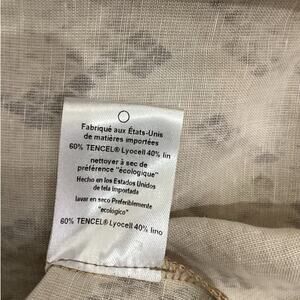 Fabriqué aux États-Unis
de matières importées
60% TENCEL® Lyocell 40% lin
nettoyer à sec de
préférence "écologique"
Hecho en los Estados Unidos
de tela importada
lavar en seco Preferiblemente
"ecologico"
60% TENCEL® Lyocell 40% lino